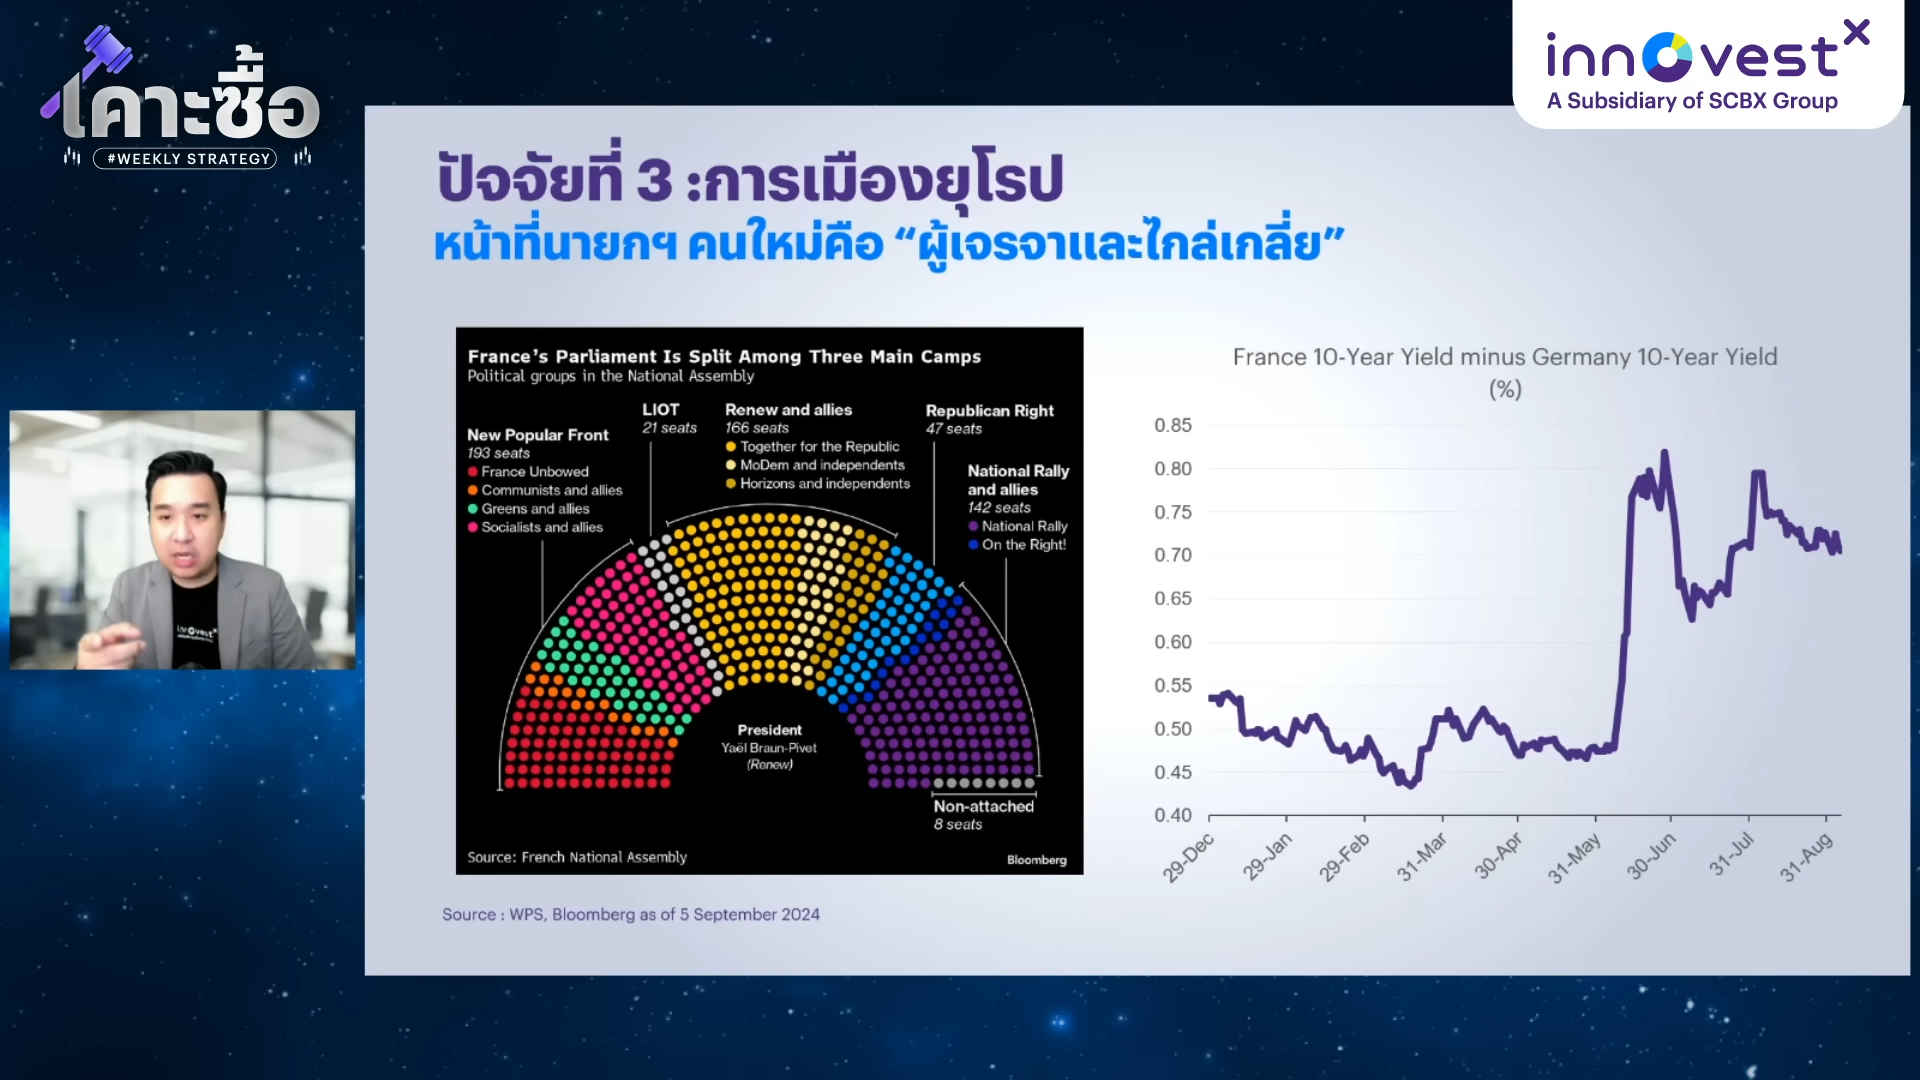 เคาะซื้อ
#WEEKLY STRATEGY
innovestx
A Subsidiary of SCBX Group
ปัจจัยที่ 3 :การเมืองยุโรป
หน้าที่นายกฯ คนใหม่คือ “ผู้เจรจาและไกล่เกลี่ย”
France's Parliament Is Split Among Three Main Camps
Political groups in the National Assembly
New Popular Front
193 seats
France Unbowed
Communists and allies
Greens and allies
Socialists and allies
LIOT
21 seats
Renew and allies
166 seats
Together for the Republic
MoDem and independents
Horizons and independents
Republican Right
47 seats
National Rally
and allies
142 seats
National Rally
On the Right!
President
Yaël Braun-Pivet
(Renew)
Non-attached
8 seats
Source: French National Assembly
Bloomberg
France 10-Year Yield minus Germany 10-Year Yield
(%)
0.85
0.80
0.75
0.70
0.65
0.60
0.55
0.50
0.45
0.40
29-Dec
29-Jan
29-Feb
31-Mar
30-Apr
31-May
30-Jun
31-Jul
31-Aug
Source : WPS, Bloomberg as of 5 September 2024
innovestx